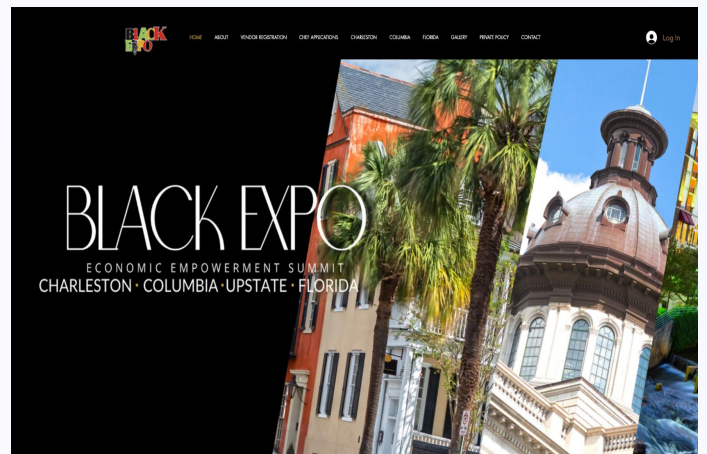 BLACK
EXPO
HOME ABOUT VENDOR REGISTRATION CHEF APPLICATIONS CHARLESTON COLUMBIA FLORIDA GALLERY PRIVATE POLICY CONTACT
Log In
BLACK EXPO
ECONOMIC EMPOWERMENT SUMMIT
CHARLESTON • COLUMBIA • UPSTATE • FLORIDA